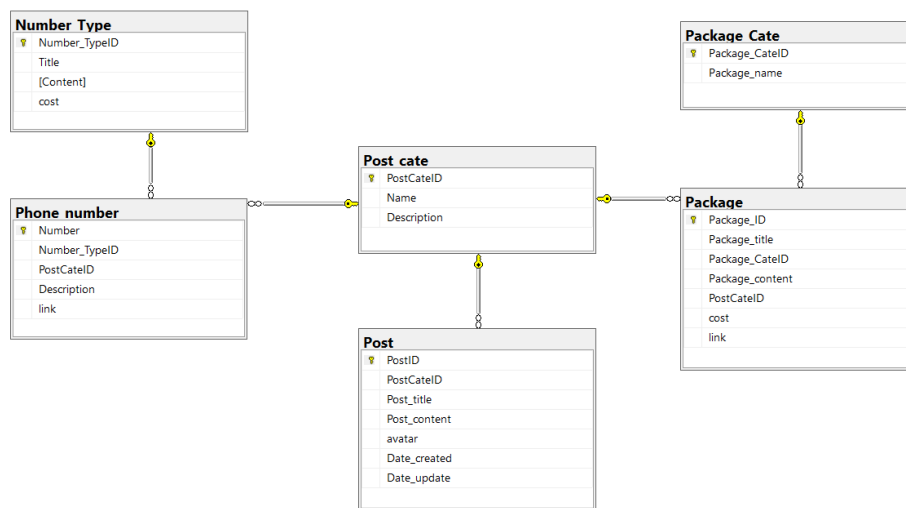 Number Type
Number_TypeID
Title
[Content]
cost
Phone number
Number
Number_TypeID
PostCateID
Description
link
Post cate
PostCateID
Name
Description
Post
PostID
PostCateID
Post_title
Post_content
avatar
Date_created
Date_update
Package Cate
Package_CateID
Package_name
Package
Package_ID
Package_title
Package_CateID
Package_content
PostCateID
cost
link